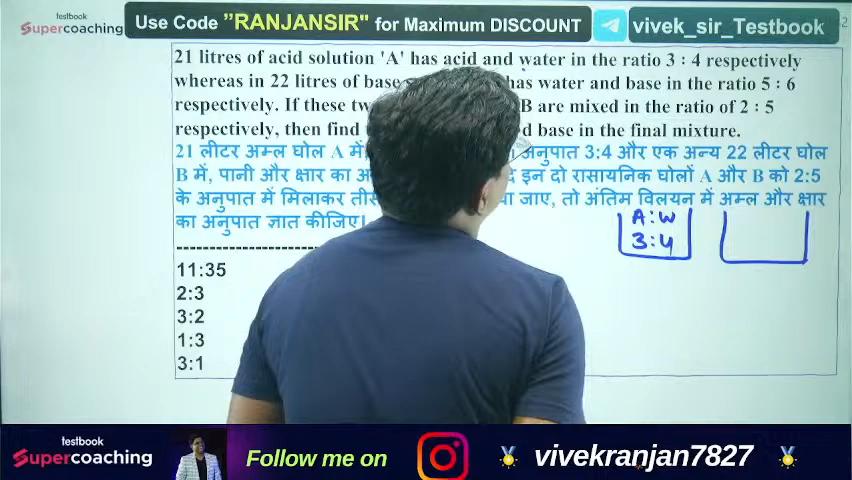 testbook
Supercoaching
Use Code "RANJANSIR" for Maximum DISCOUNT
vivek_sir_Testbook
21 litres of acid solution 'A' has acid and water in the ratio 3 : 4 respectively
whereas in 22 litres of base has water and base in the ratio 5 : 6
respectively. If these B are mixed in the ratio of 2 : 5
respectively, then find base in the final mixture.
21 लीटर अम्ल घोल A में, अनुपात 3:4 और एक अन्य 22 लीटर घोल
B में, पानी और क्षार का इन दो रासायनिक घोलों A और B को 2:5
के अनुपात में मिलाकर जाए, तो अंतिम विलयन में अम्ल और क्षार
का अनुपात ज्ञात कीजिए।
A:W
3:4
11:35
2:3
3:2
1:3
3:1
testbook
Supercoaching
Follow me on
vivekranjan7827